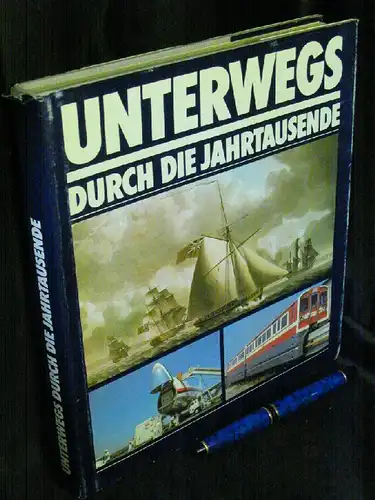 UNTERWEGS
DURCH DIE JAHRTAUSENDE
UNTERWEGS DURCH DIE JAHRTAUSENDE